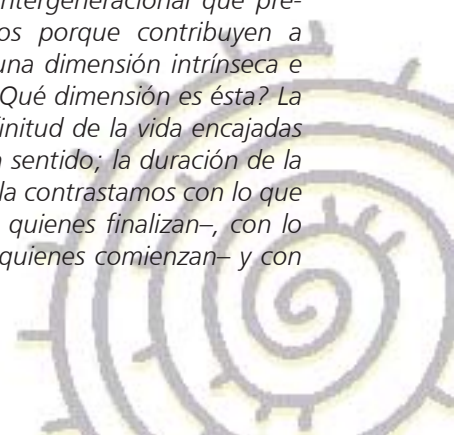 intergeneracional que pre-
os porque contribuyen a
una dimensión intrínseca e
Qué dimensión es ésta? La
finitud de la vida encajadas
sentido; la duración de la
la contrastamos con lo que
quienes finalizan–, con lo
quienes comienzan– y con